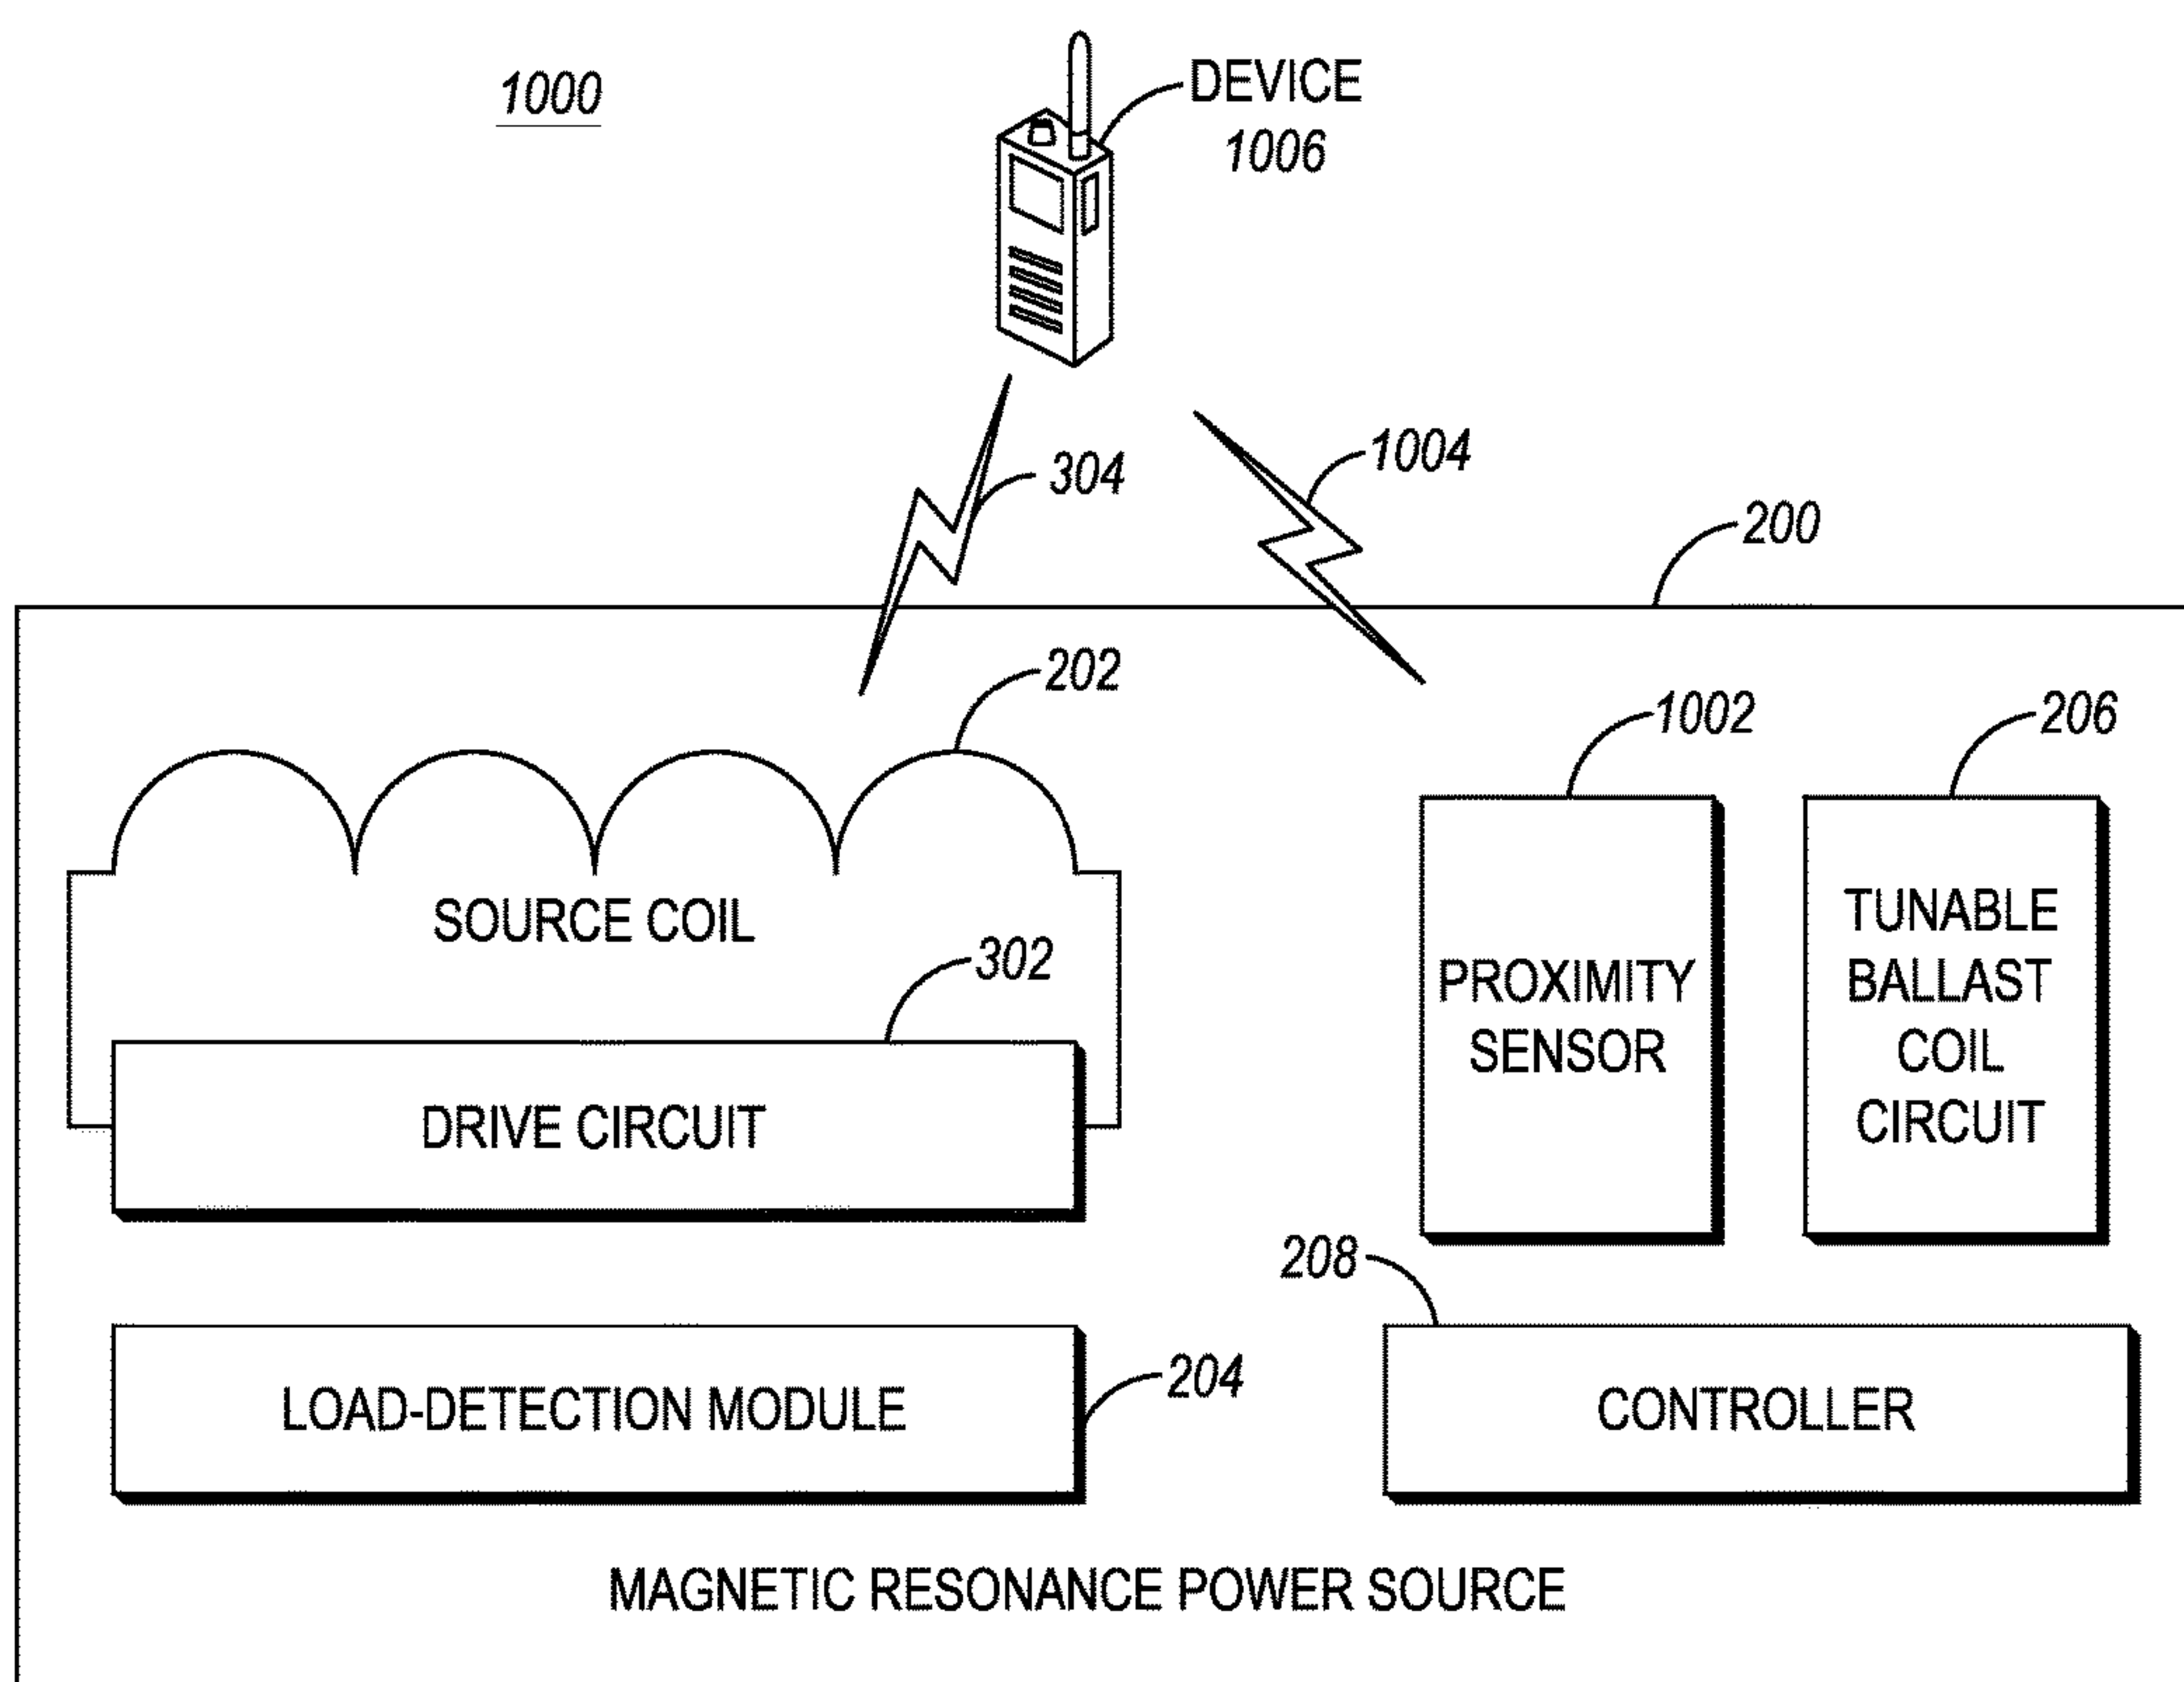 1000
DEVICE
1006
304
1004
200
202
1002
206
SOURCE COIL
302
PROXIMITY
SENSOR
TUNABLE
BALLAST
COIL
CIRCUIT
DRIVE CIRCUIT
208
204
LOAD-DETECTION MODULE
CONTROLLER
MAGNETIC RESONANCE POWER SOURCE